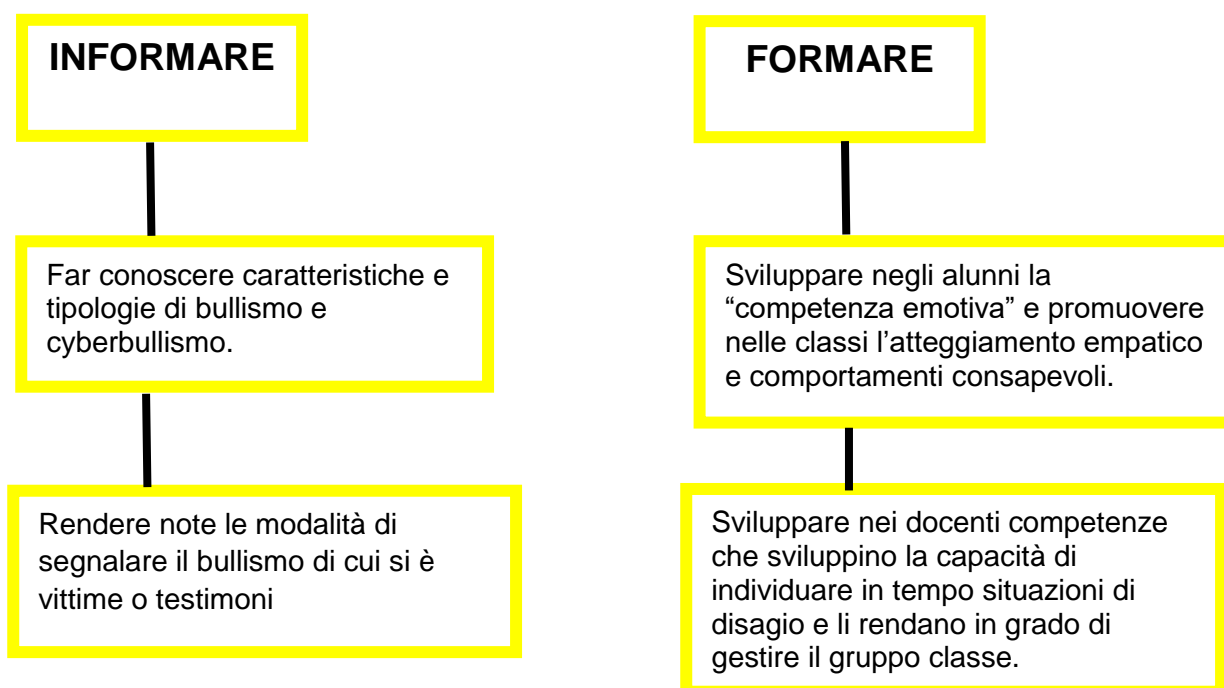 INFORMARE
Far conoscere caratteristiche e
tipologie di bullismo e
cyberbullismo.
Rendere note le modalità di
segnalare il bullismo di cui si è
vittime o testimoni
FORMARE
Sviluppare negli alunni la
“competenza emotiva” e promuovere
nelle classi l’atteggiamento empatico
e comportamenti consapevoli.
Sviluppare nei docenti competenze
che sviluppino la capacità di
individuare in tempo situazioni di
disagio e li rendano in grado di
gestire il gruppo classe.